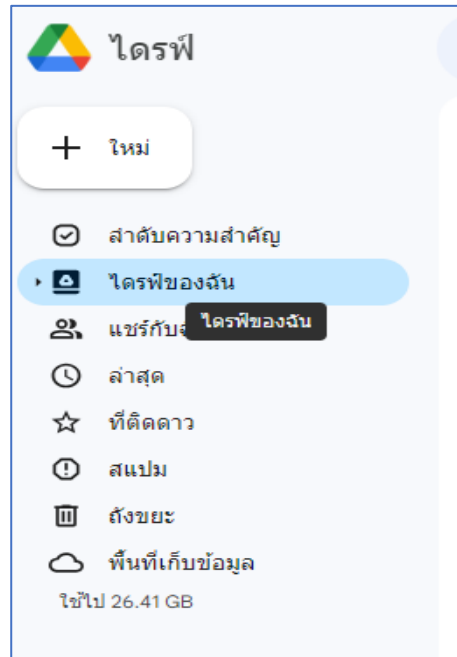 ไดรฟ์
ใหม่
ลำดับความสำคัญ
ไดรฟ์ของฉัน
แชร์กับ
ไดรฟ์ของฉัน
ล่าสุด
ที่ติดดาว
สแปม
ถังขยะ
พื้นที่เก็บข้อมูล
ใช้ไป 26.41 GB